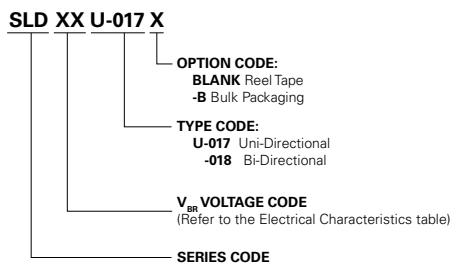 SLD XX U-017 X
OPTION CODE:
BLANK Reel Tape
-B Bulk Packaging
TYPE CODE:
U-017 Uni-Directional
-018 Bi-Directional
VBR VOLTAGE CODE
(Refer to the Electrical Characteristics table)
SERIES CODE